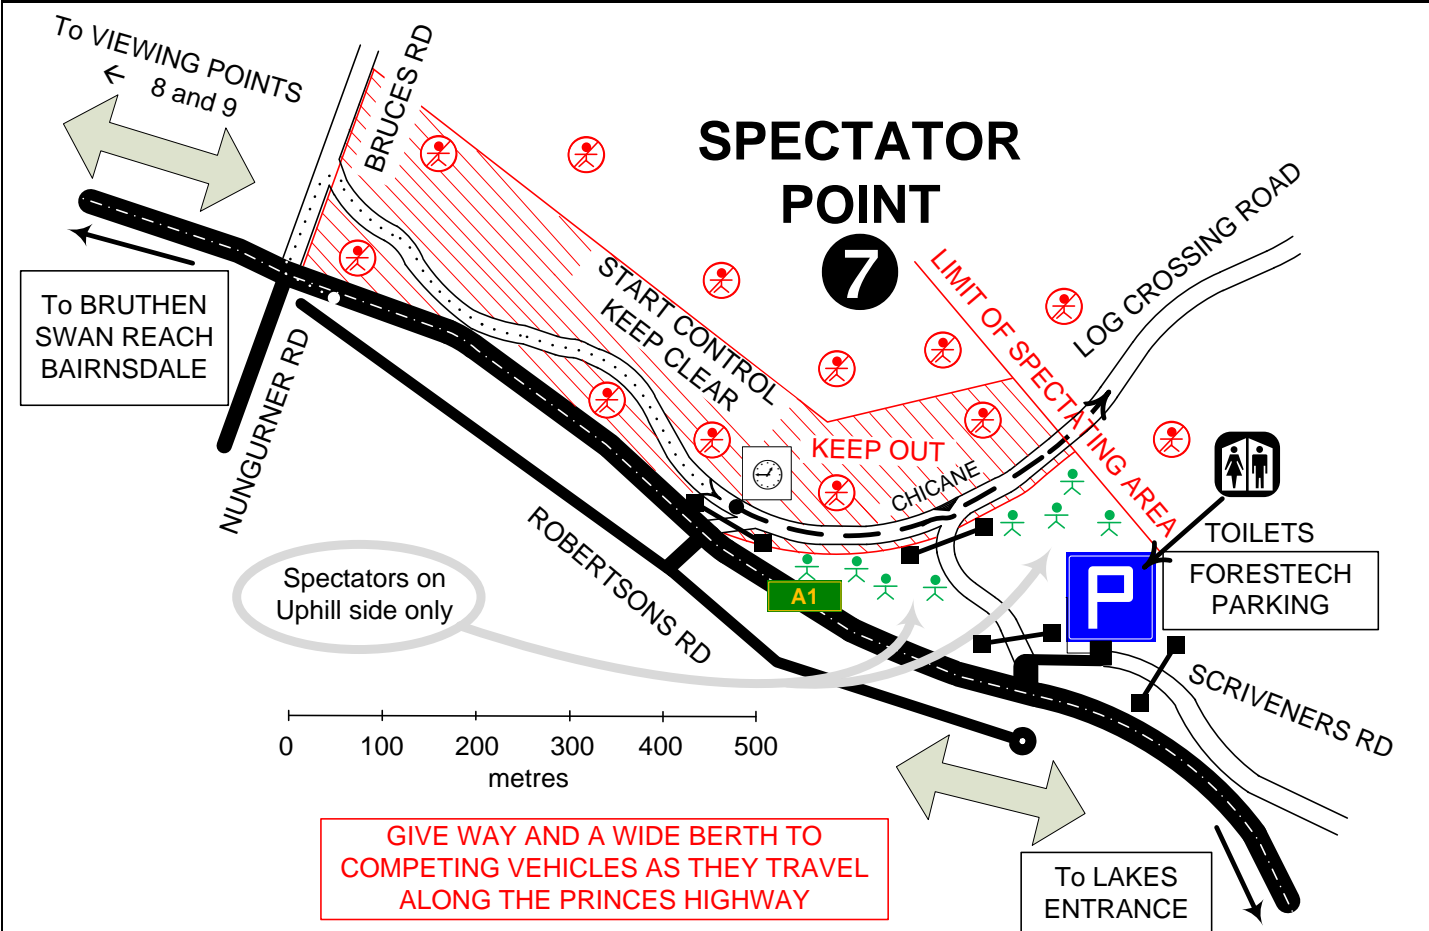 To VIEWING POINTS
← 8 and 9
BRUCES RD
SPECTATOR
POINT
7
LOG CROSSING ROAD
LIMIT OF SPECTATING AREA
START CONTROL
KEEP CLEAR
To BRUTHEN
SWAN REACH
BAIRNSDALE
NUNGURNER RD
KEEP OUT
CHICANE
TOILETS
P
FORESTECH
PARKING
ROBERTSONS RD
A1
Spectators on
Uphill side only
SCRIVENERS RD
0 100 200 300 400 500
metres
GIVE WAY AND A WIDE BERTH TO
COMPETING VEHICLES AS THEY TRAVEL
ALONG THE PRINCES HIGHWAY
To LAKES
ENTRANCE